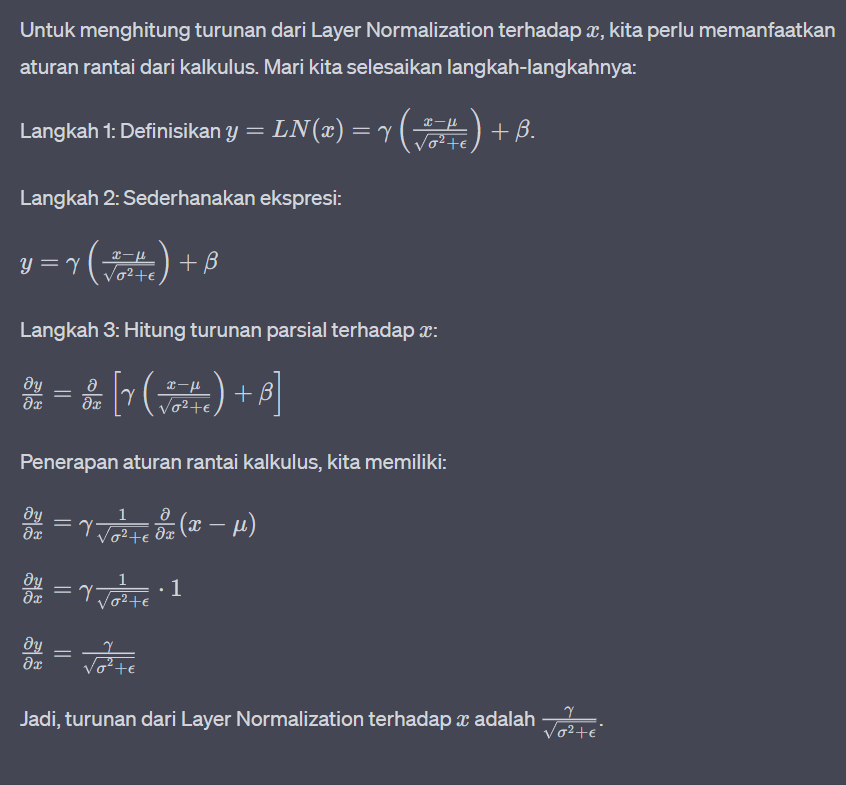 Untuk menghitung turunan dari Layer Normalization terhadap $x$, kita perlu memanfaatkan
aturan rantai dari kalkulus. Mari kita selesaikan langkah-langkahnya:
Langkah 1: Definisikan $y = LN(x) = \gamma \left( \frac{x-\mu}{\sqrt{\sigma^2+\epsilon}} \right) + \beta$.
Langkah 2: Sederhanakan ekspresi:
$y = \gamma \left( \frac{x-\mu}{\sqrt{\sigma^2+\epsilon}} \right) + \beta$
Langkah 3: Hitung turunan parsial terhadap $x$:
$\frac{\partial y}{\partial x} = \frac{\partial}{\partial x} \left[ \gamma \left( \frac{x-\mu}{\sqrt{\sigma^2+\epsilon}} \right) + \beta \right]$
Penerapan aturan rantai kalkulus, kita memiliki:
$\frac{\partial y}{\partial x} = \gamma \frac{1}{\sqrt{\sigma^2+\epsilon}} \frac{\partial}{\partial x} (x - \mu)$
$\frac{\partial y}{\partial x} = \gamma \frac{1}{\sqrt{\sigma^2+\epsilon}} \cdot 1$
$\frac{\partial y}{\partial x} = \frac{\gamma}{\sqrt{\sigma^2+\epsilon}}$
Jadi, turunan dari Layer Normalization terhadap $x$ adalah $\frac{\gamma}{\sqrt{\sigma^2+\epsilon}}$.